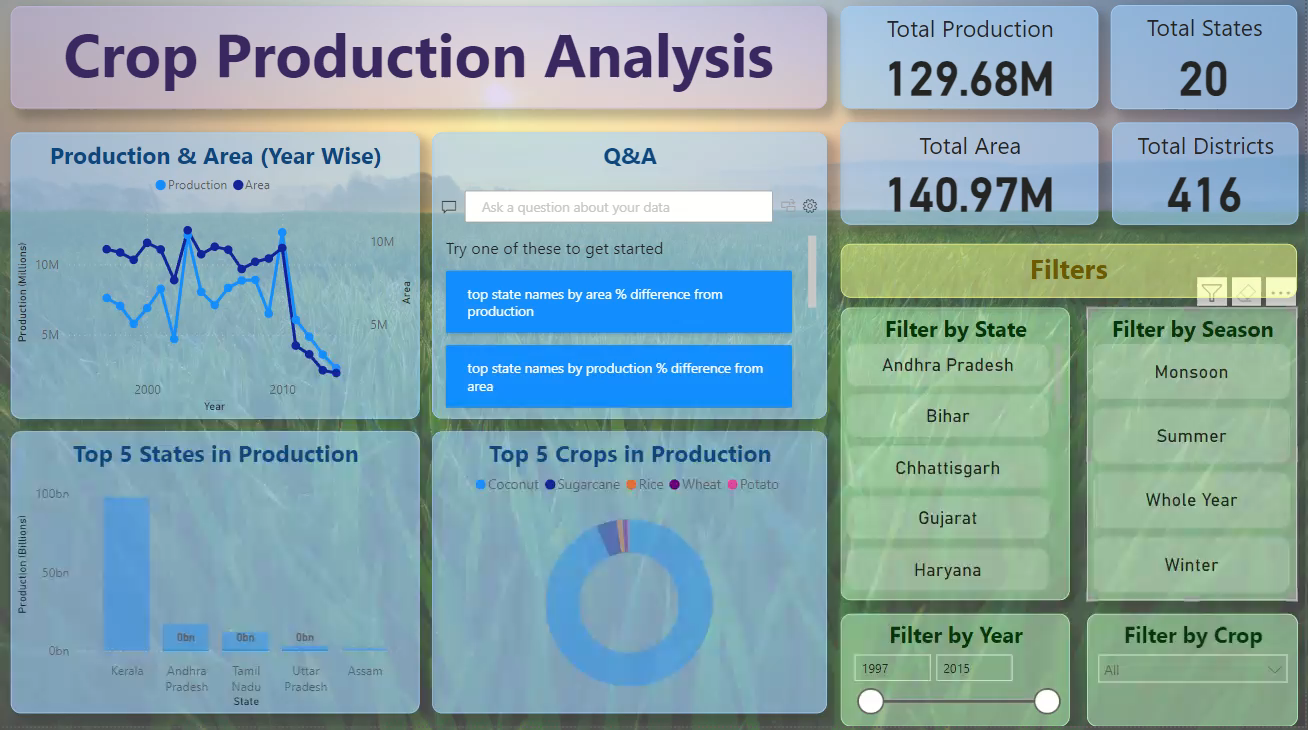 Crop Production Analysis
Total Production
129.68M
Total States
20
Total Area
140.97M
Total Districts
416
Production & Area (Year Wise)
Production Area
Production (Millions)
10M
5M
10M
5M
Area
2000 2010
Year
Q&A
Ask a question about your data
Try one of these to get started
top state names by area % difference from
production
top state names by production % difference from
area
Filters
Filter by State
Andhra Pradesh
Bihar
Chhattisgarh
Gujarat
Haryana
Filter by Season
Monsoon
Summer
Whole Year
Winter
Top 5 States in Production
Production (Billions)
100bn
50bn
0bn
0bn 0bn 0bn
Kerala Andhra Pradesh Tamil Nadu Uttar Pradesh Assam
State
Top 5 Crops in Production
Coconut Sugarcane Rice Wheat Potato
Filter by Year
1997 2015
Filter by Crop
All